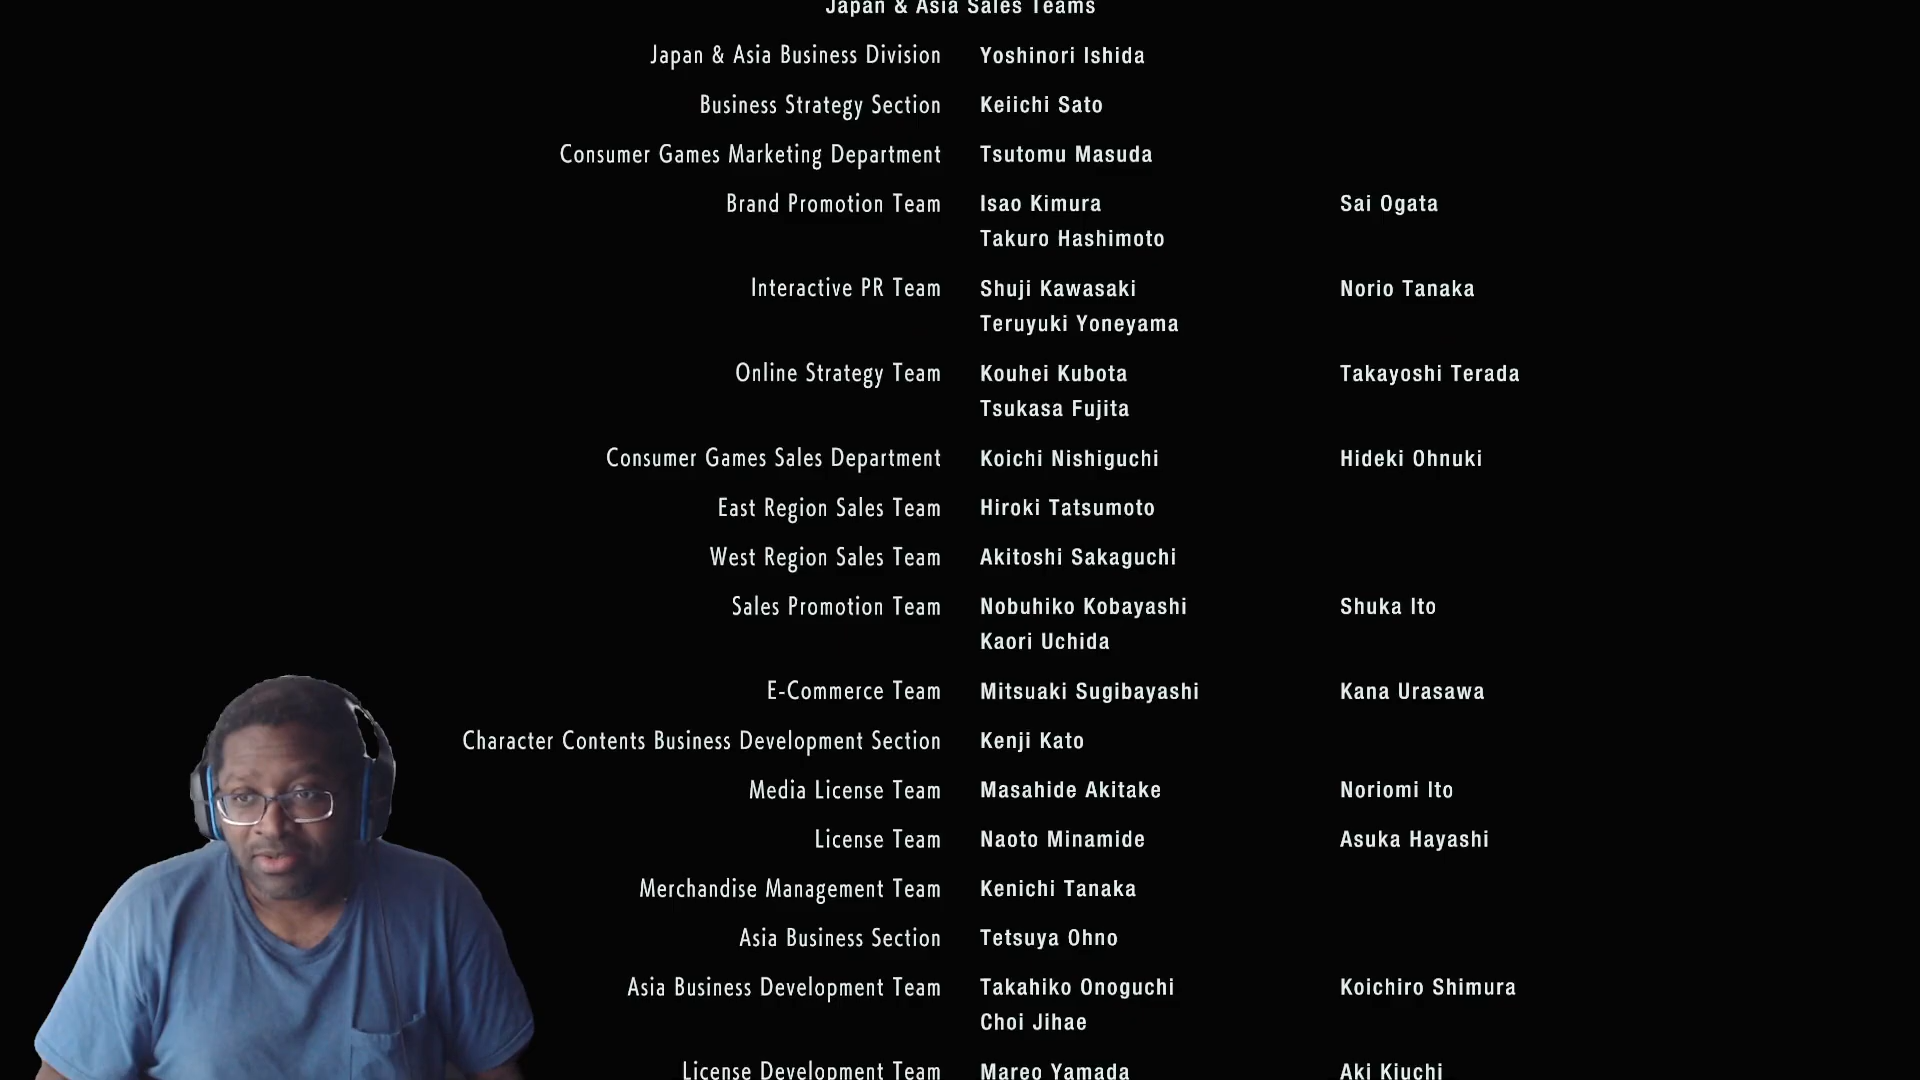 Japan & Asia Sales Teams
Japan & Asia Business Division Yoshinori Ishida
Business Strategy Section Keiichi Sato
Consumer Games Marketing Department Tsutomu Masuda
Brand Promotion Team Isao Kimura Sai Ogata
Takuro Hashimoto
Interactive PR Team Shuji Kawasaki Norio Tanaka
Teruyuki Yoneyama
Online Strategy Team Kouhei Kubota Takayoshi Terada
Tsukasa Fujita
Consumer Games Sales Department Koichi Nishiguchi Hideki Ohnuki
East Region Sales Team Hiroki Tatsumoto
West Region Sales Team Akitoshi Sakaguchi
Sales Promotion Team Nobuhiko Kobayashi Shuka Ito
Kaori Uchida
E-Commerce Team Mitsuaki Sugibayashi Kana Urasawa
Character Contents Business Development Section Kenji Kato
Media License Team Masahide Akitake Noriomi Ito
License Team Naoto Minamide Asuka Hayashi
Merchandise Management Team Kenichi Tanaka
Asia Business Section Tetsuya Ohno
Asia Business Development Team Takahiko Onoguchi Koichiro Shimura
Choi Jihae
License Development Team Mareo Yamada Aki Kiuchi